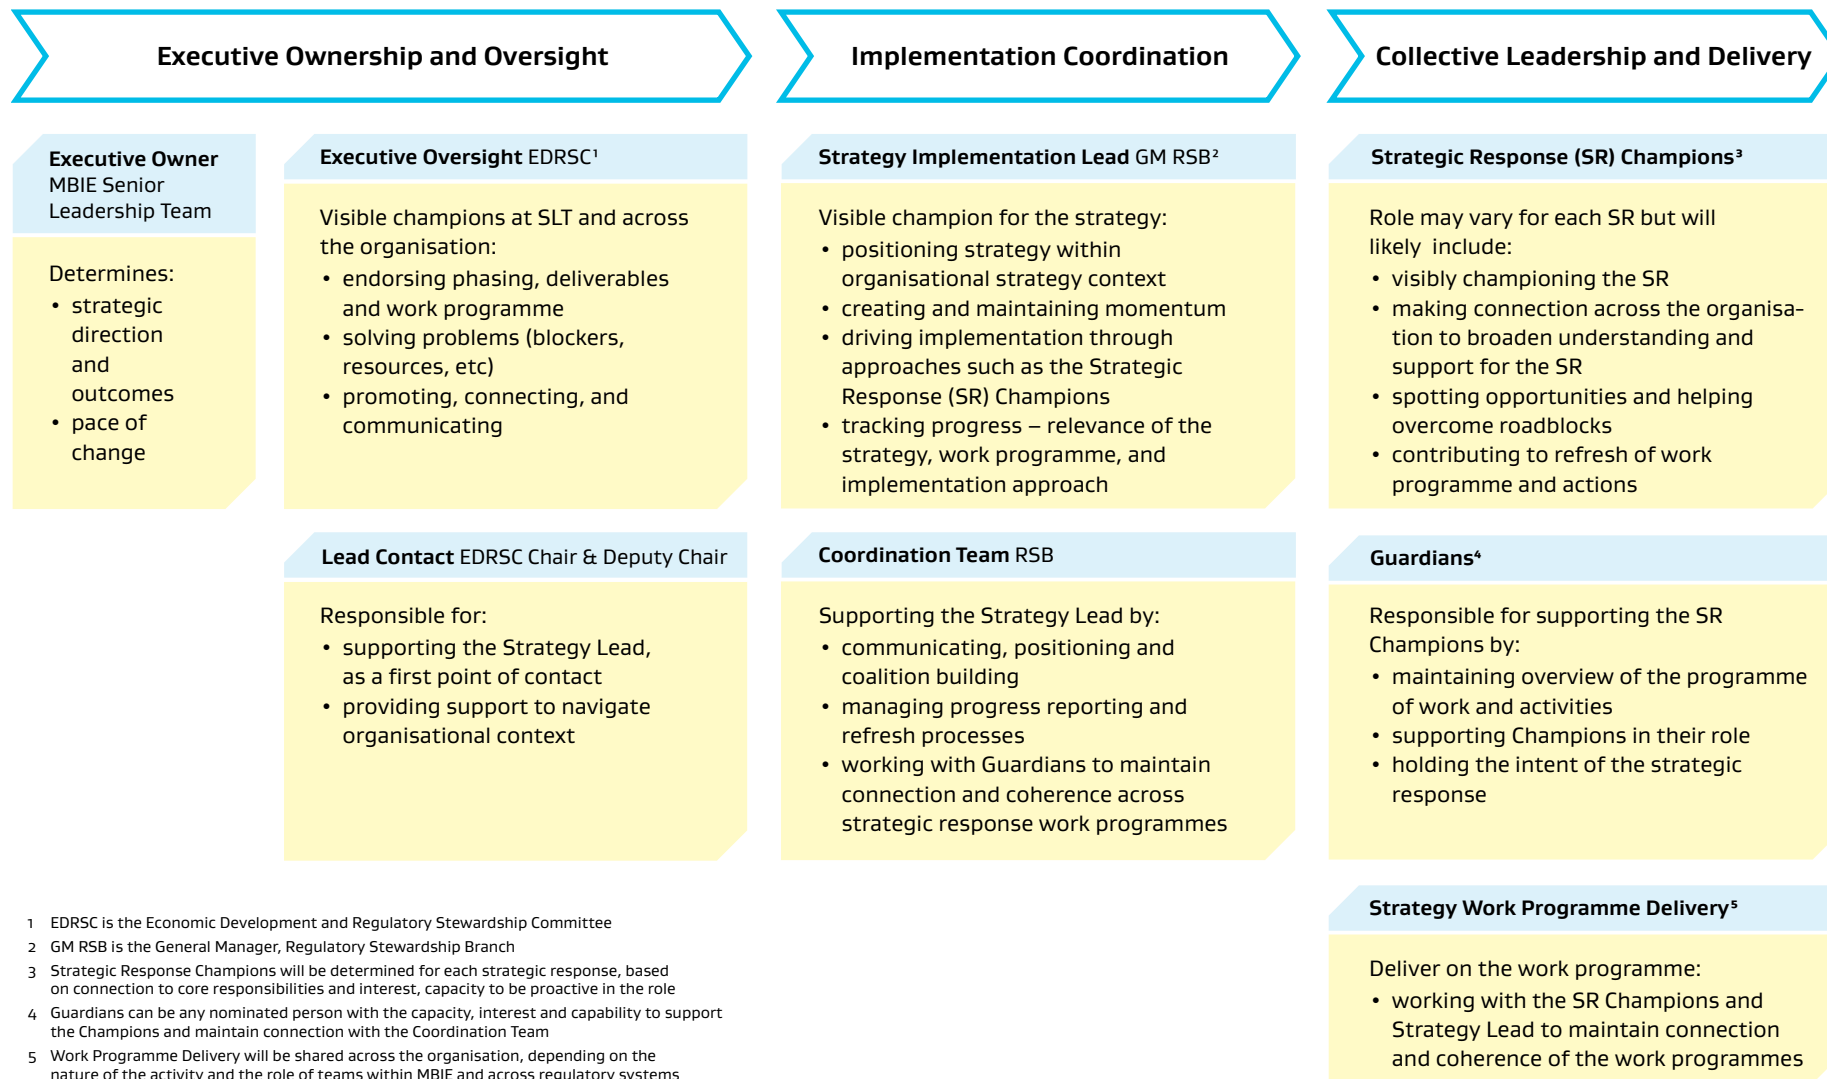 Executive Ownership and Oversight
Implementation Coordination
Collective Leadership and Delivery
Executive Owner
MBIE Senior
Leadership Team
Determines:
• strategic
direction
and
outcomes
• pace of
change
Executive Oversight EDRSC¹
Visible champions at SLT and across
the organisation:
• endorsing phasing, deliverables
and work programme
• solving problems (blockers,
resources, etc)
• promoting, connecting, and
communicating
Lead Contact EDRSC Chair & Deputy Chair
Responsible for:
• supporting the Strategy Lead,
as a first point of contact
• providing support to navigate
organisational context
Strategy Implementation Lead GM RSB²
Visible champion for the strategy:
• positioning strategy within
organisational strategy context
• creating and maintaining momentum
• driving implementation through
approaches such as the Strategic
Response (SR) Champions
• tracking progress – relevance of the
strategy, work programme, and
implementation approach
Coordination Team RSB
Supporting the Strategy Lead by:
• communicating, positioning and
coalition building
• managing progress reporting and
refresh processes
• working with Guardians to maintain
connection and coherence across
strategic response work programmes
Strategic Response (SR) Champions³
Role may vary for each SR but will
likely include:
• visibly championing the SR
• making connection across the organisa-
tion to broaden understanding and
support for the SR
• spotting opportunities and helping
overcome roadblocks
• contributing to refresh of work
programme and actions
Guardians⁴
Responsible for supporting the SR
Champions by:
• maintaining overview of the programme
of work and activities
• supporting Champions in their role
• holding the intent of the strategic
response
Strategy Work Programme Delivery⁵
Deliver on the work programme:
• working with the SR Champions and
Strategy Lead to maintain connection
and coherence of the work programmes
1 EDRSC is the Economic Development and Regulatory Stewardship Committee
2 GM RSB is the General Manager, Regulatory Stewardship Branch
3 Strategic Response Champions will be determined for each strategic response, based
on connection to core responsibilities and interest, capacity to be proactive in the role
4 Guardians can be any nominated person with the capacity, interest and capability to support
the Champions and maintain connection with the Coordination Team
5 Work Programme Delivery will be shared across the organisation, depending on the
nature of the activity and the role of teams within MBIE and across regulatory systems